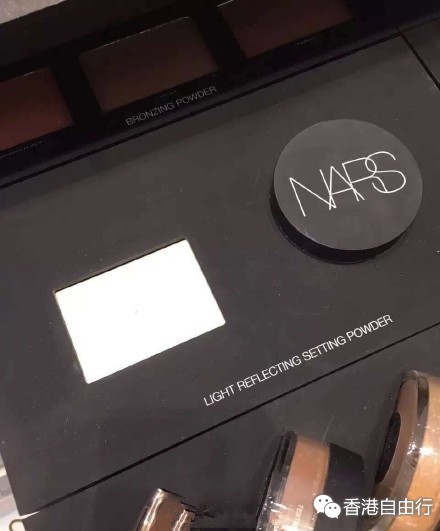 BRONZING POWDER
NARS
LIGHT REFLECTING SETTING POWDER
香港自由行